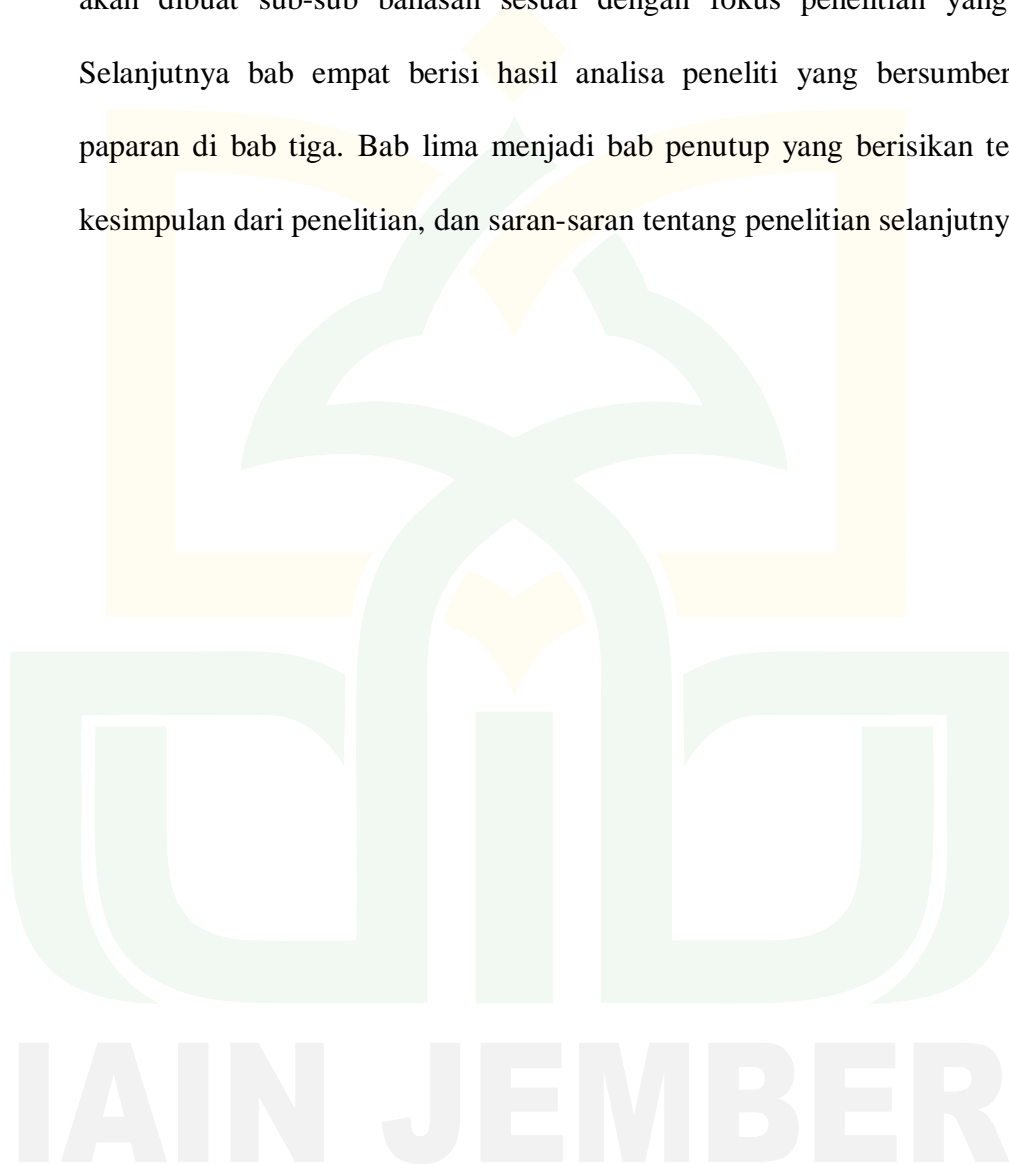 akan dibuat sub-sub bahasan sesuai dengan fokus penelitian yang
Selanjutnya bab empat berisi hasil analisa peneliti yang bersumber
paparan di bab tiga. Bab lima menjadi bab penutup yang berisikan te
kesimpulan dari penelitian, dan saran-saran tentang penelitian selanjutny
IAIN JEMBER